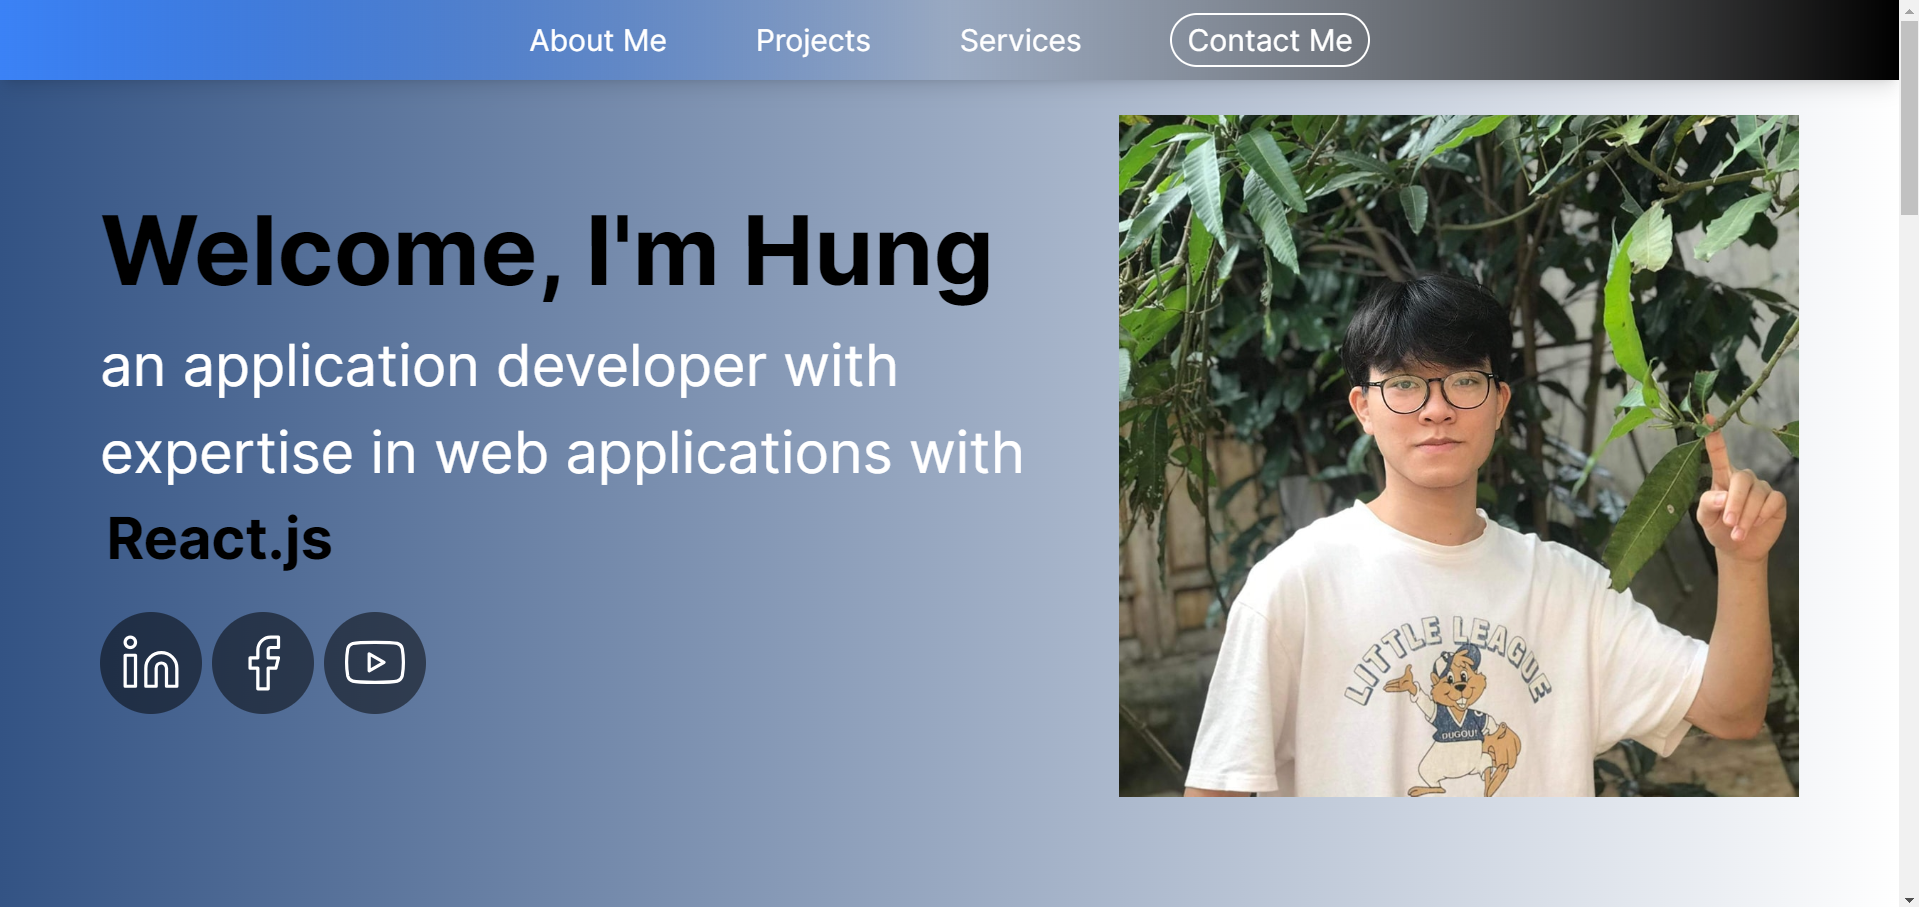 About Me Projects Services Contact Me
Welcome, I'm Hung
an application developer with
expertise in web applications with
React.js
in f
LITTLE LEAGUE
DUGOUT